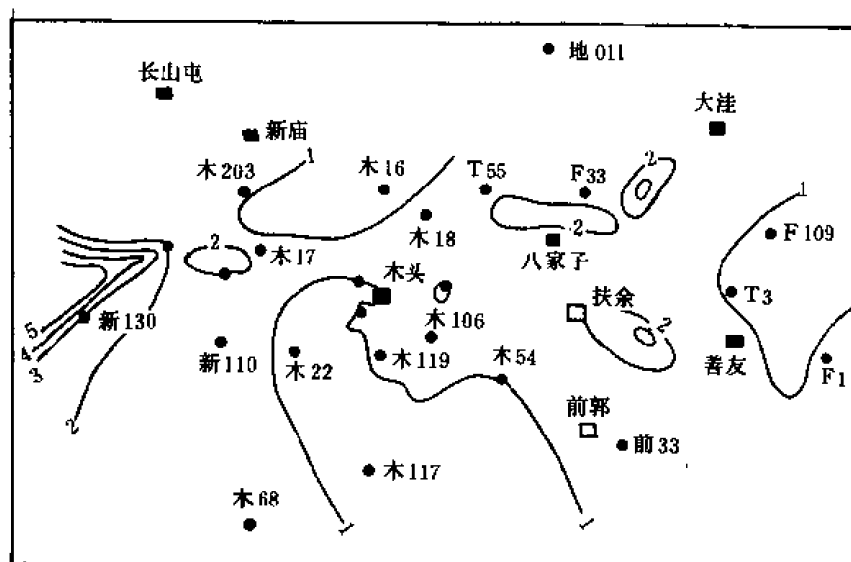 地011
长山屯
大洼
新庙
1
木203
木16
T55
F33
2
1
木18
2
F109
木17
2
八家子
木头
扶余
T3
5
新130
木106
2
4
3
新110
木22
木119
木54
善友
F1
2
前郭
前33
木117
木68
1
1